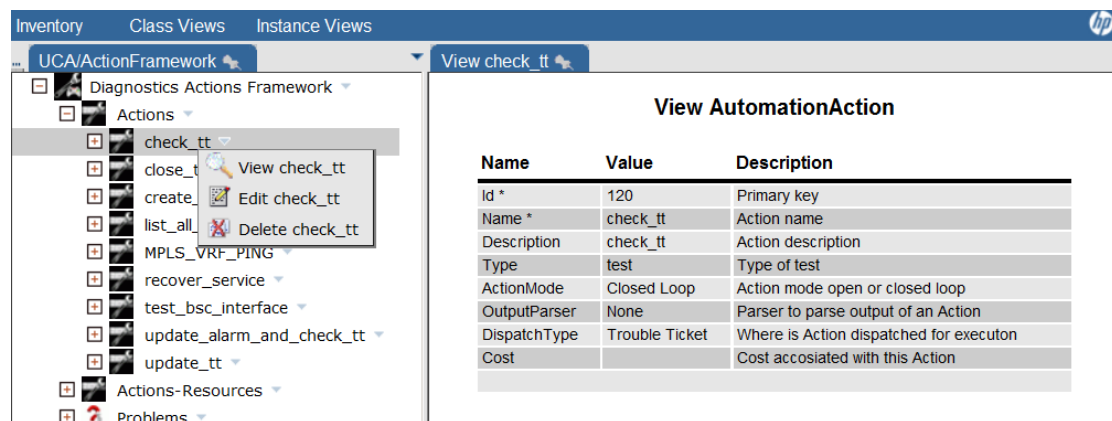 Inventory Class Views Instance Views
hp
... UCA/ActionFramework
View check_tt
Diagnostics Actions Framework
Actions
check_tt
close_t
create_
list_all_
MPLS_VRF_PING
recover_service
test_bsc_interface
update_alarm_and_check_tt
update_tt
Actions-Resources
Problems
View check_tt
Edit check_tt
Delete check_tt
View AutomationAction
Name Value Description
Id * 120 Primary key
Name * check_tt Action name
Description check_tt Action description
Type test Type of test
ActionMode Closed Loop Action mode open or closed loop
OutputParser None Parser to parse output of an Action
DispatchType Trouble Ticket Where is Action dispatched for executon
Cost Cost accosiated with this Action